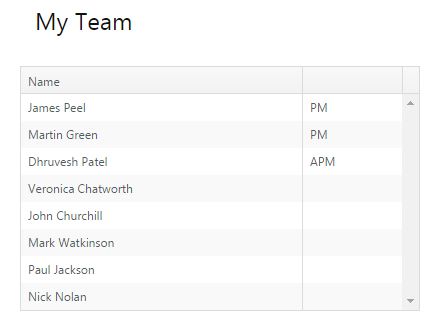 My Team
Name
James Peel PM
Martin Green PM
Dhruvesh Patel APM
Veronica Chatworth
John Churchill
Mark Watkinson
Paul Jackson
Nick Nolan